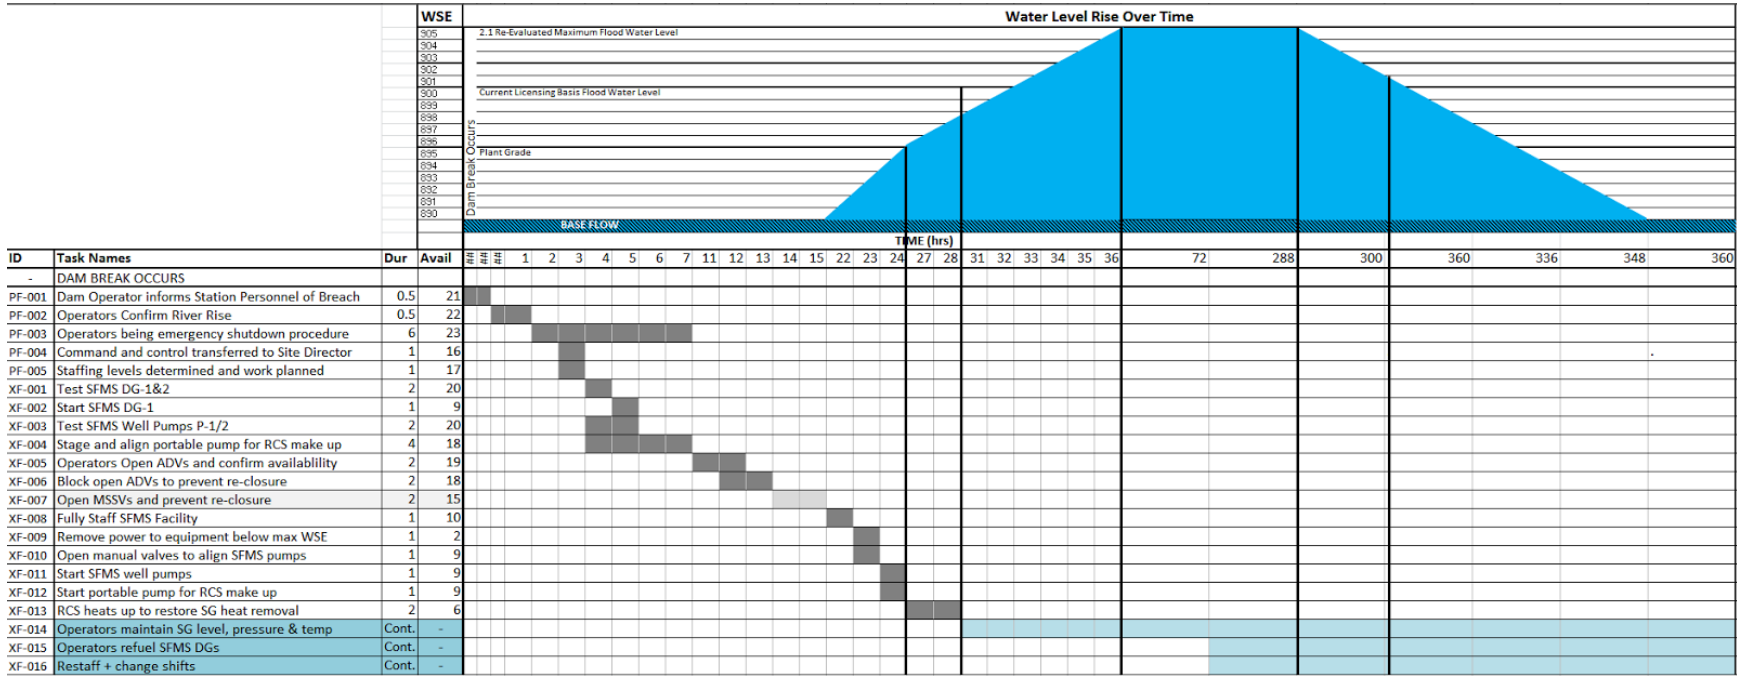 WSE Water Level Rise Over Time
905 2.1 Re-Evaluated Maximum Flood Water Level
904
903
902
901
900 Current Licensing Basis Flood Water Level
899
898
897
896
895 Plant Grade
894
893
892
891
890
Dam Break Occurs
BASE FLOW
TIME (hrs)
ID Task Names Dur Avail ## ## ## 1 2 3 4 5 6 7 11 12 13 14 15 22 23 24 27 28 31 32 33 34 35 36 72 288 300 360 336 348 360
- DAM BREAK OCCURS
PF-001 Dam Operator informs Station Personnel of Breach 0.5 21
PF-002 Operators Confirm River Rise 0.5 22
PF-003 Operators being emergency shutdown procedure 6 23
PF-004 Command and control transferred to Site Director 1 16
PF-005 Staffing levels determined and work planned 1 17
XF-001 Test SFMS DG-1&2 2 20
XF-002 Start SFMS DG-1 1 9
XF-003 Test SFMS Well Pumps P-1/2 2 20
XF-004 Stage and align portable pump for RCS make up 4 18
XF-005 Operators Open ADVs and confirm availablility 2 19
XF-006 Block open ADVs to prevent re-closure 2 18
XF-007 Open MSSVs and prevent re-closure 2 15
XF-008 Fully Staff SFMS Facility 1 10
XF-009 Remove power to equipment below max WSE 1 2
XF-010 Open manual valves to align SFMS pumps 1 9
XF-011 Start SFMS well pumps 1 9
XF-012 Start portable pump for RCS make up 1 9
XF-013 RCS heats up to restore SG heat removal 2 6
XF-014 Operators maintain SG level, pressure & temp Cont. -
XF-015 Operators refuel SFMS DGs Cont. -
XF-016 Restaff + change shifts Cont. -